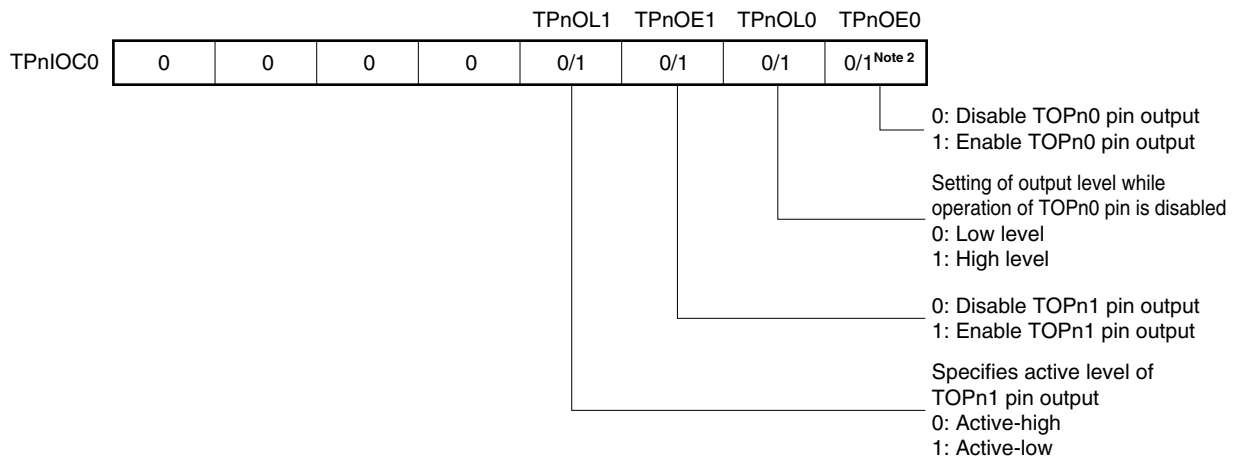 TPnOL1 TPnOE1 TPnOL0 TPnOE0
TPnIOC0 0 0 0 0 0/1 0/1 0/1 0/1Note 2
0: Disable TOPn0 pin output
1: Enable TOPn0 pin output
Setting of output level while
operation of TOPn0 pin is disabled
0: Low level
1: High level
0: Disable TOPn1 pin output
1: Enable TOPn1 pin output
Specifies active level of
TOPn1 pin output
0: Active-high
1: Active-low